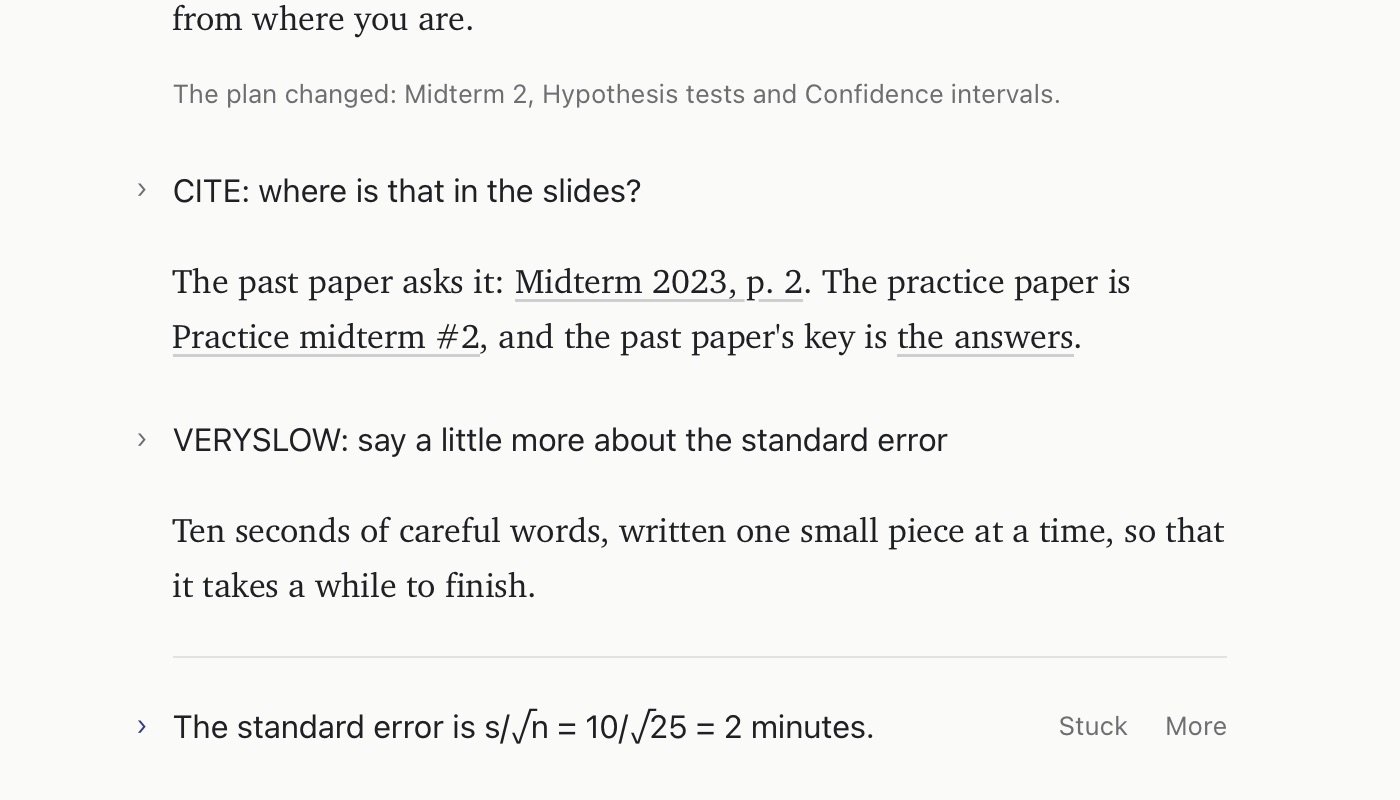 from where you are.
The plan changed: Midterm 2, Hypothesis tests and Confidence intervals.
› CITE: where is that in the slides?
The past paper asks it: Midterm 2023, p. 2. The practice paper is
Practice midterm #2, and the past paper's key is the answers.
› VERYSLOW: say a little more about the standard error
Ten seconds of careful words, written one small piece at a time, so that
it takes a while to finish.
› The standard error is s/√n = 10/√25 = 2 minutes. Stuck More